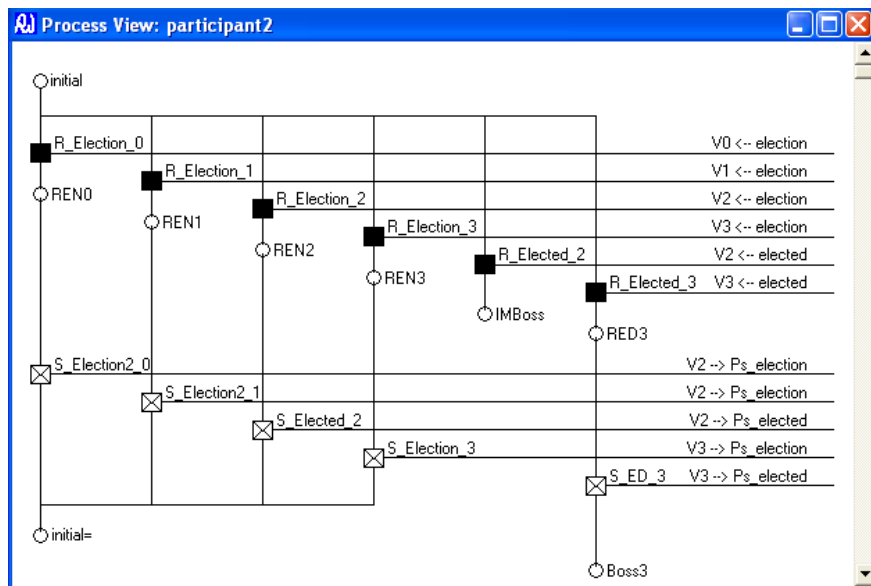 Process View: participant2
initial
R_Election_0 V0 <-- election
R_Election_1 V1 <-- election
REN0 R_Election_2 V2 <-- election
REN1 R_Election_3 V3 <-- election
REN2 R_Elected_2 V2 <-- elected
REN3 R_Elected_3 V3 <-- elected
IMBoss
RED3
S_Election2_0 V2 --> Ps_election
S_Election2_1 V2 --> Ps_elected
S_Elected_2 V2 --> Ps_elected
S_Election_3 V3 --> Ps_election
S_ED_3 V3 --> Ps_elected
initial=
Boss3